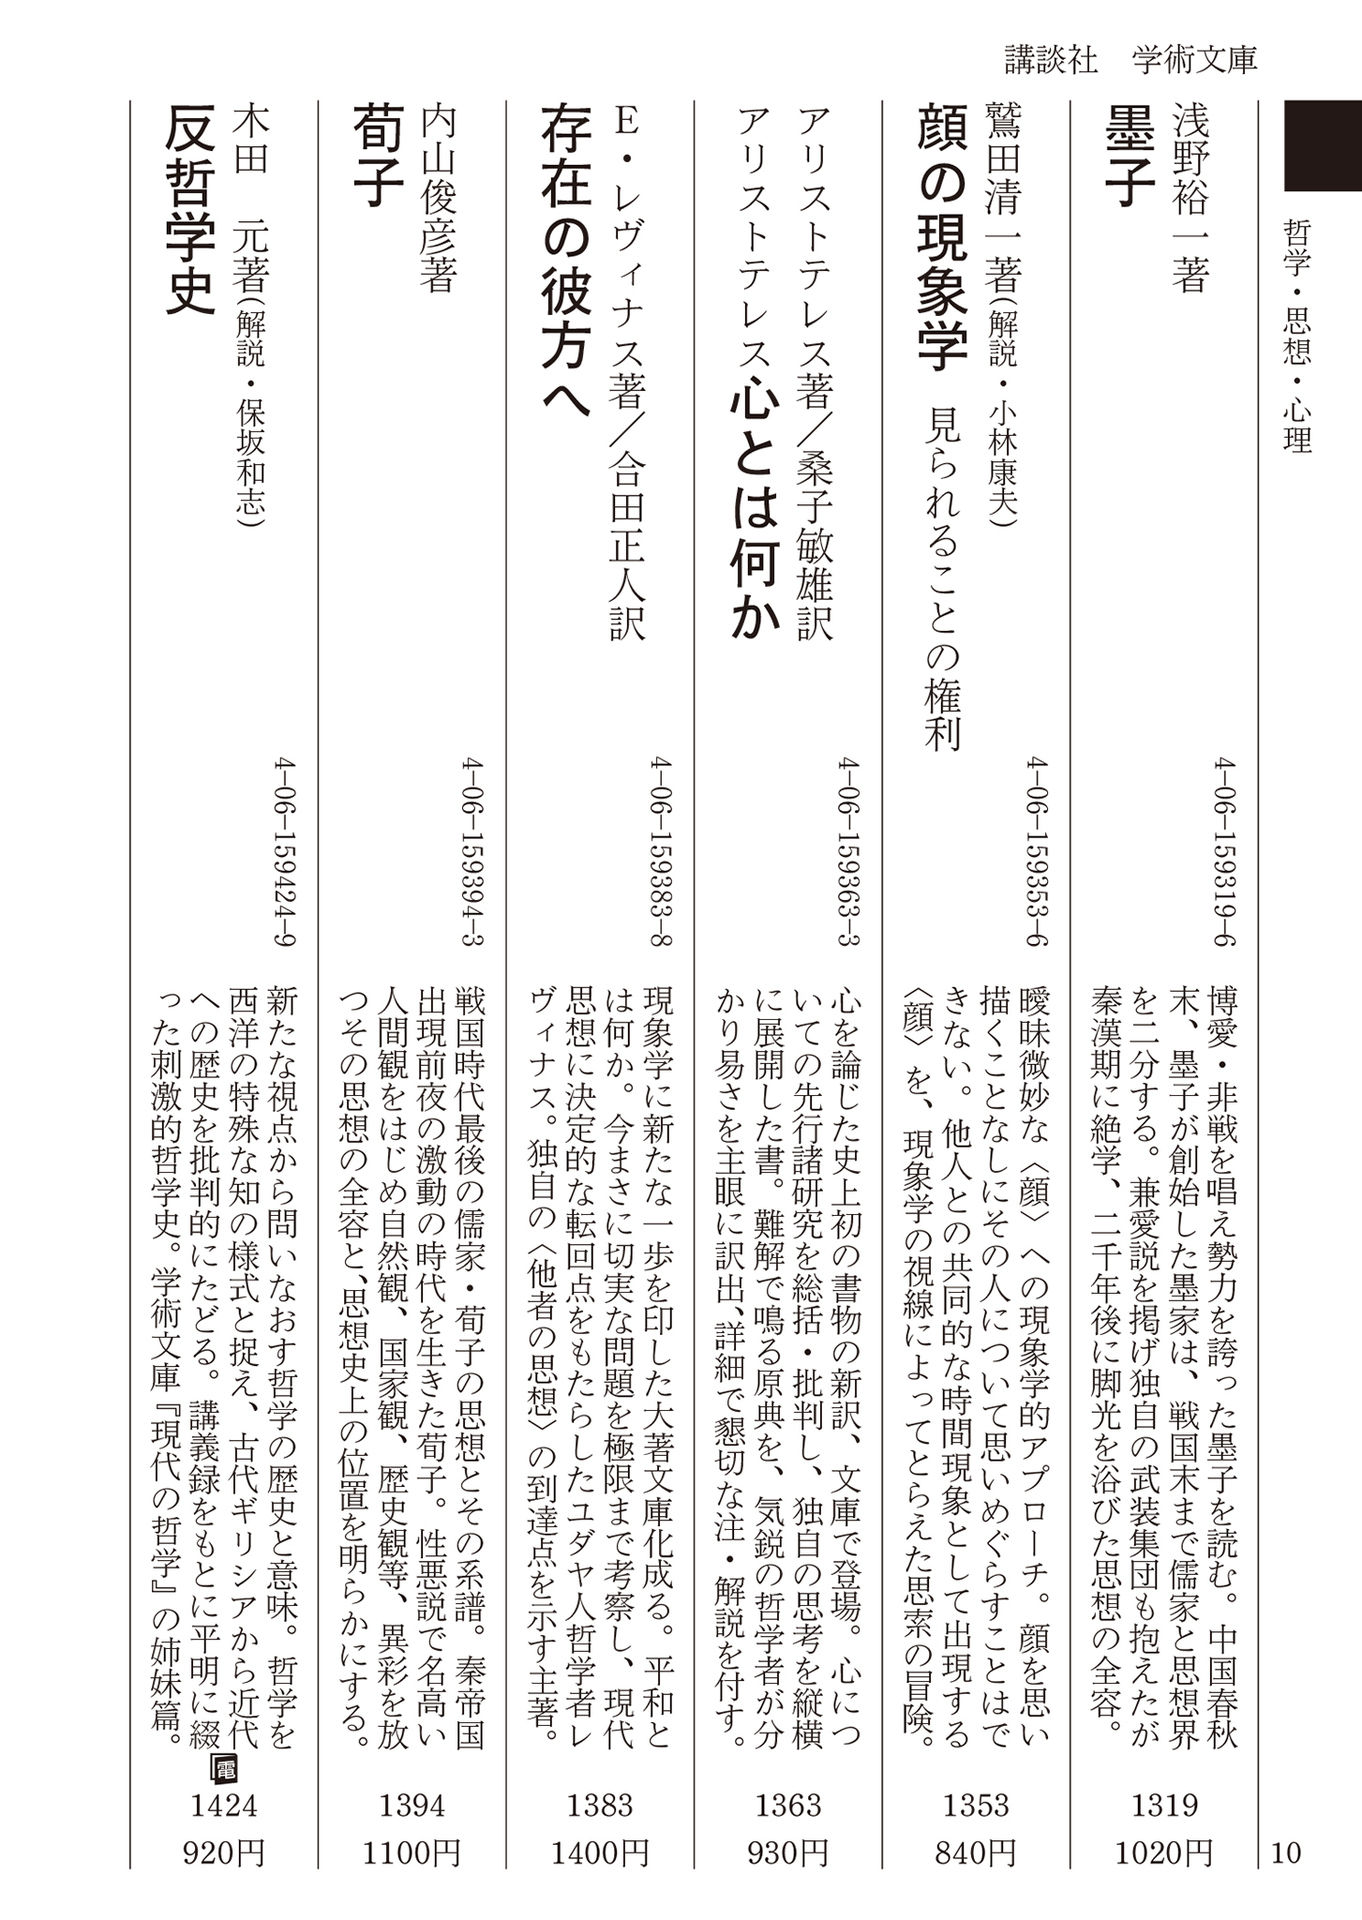 講談社　学術文庫
哲学・思想・心理
浅野裕一著
墨子
4-06-159319-6
博愛・非戦を唱え勢力を誇った墨子を読む。中国春秋
末、墨子が創始した墨家は、戦国末まで儒家と思想界
を二分する。兼愛説を掲げ独自の武装集団も抱えたが
秦漢期に絶学、二千年後に脚光を浴びた思想の全容。
1319
1020円
鷲田清一著(解説・小林康夫)
顔の現象学　見られることの権利
4-06-159353-6
曖昧微妙な〈顔〉への現象学的アプローチ。顔を思い
描くことなしにその人について思いめぐらすことはで
きない。他人との共同的な時間現象として出現する
〈顔〉を、現象学の視線によってとらえた思索の冒険。
1353
840円
アリストテレス著／桑子敏雄訳
アリストテレス心とは何か
4-06-159363-3
心を論じた史上初の書物の新訳、文庫で登場。心につ
いての先行諸研究を総括・批判し、独自の思考を縦横
に展開した書。難解で鳴る原典を、気鋭の哲学者が分
かり易さを主眼に訳出、詳細で懇切な注・解説を付す。
1363
930円
E・レヴィナス著／合田正人訳
存在の彼方へ
4-06-159383-8
現象学に新たな一歩を印した大著文庫化成る。平和と
は何か。今まさに切実な問題を極限まで考察し、現代
思想に決定的な転回点をもたらしたユダヤ人哲学者レ
ヴィナス。独自の〈他者の思想〉の到達点を示す主著。
1383
1400円
内山俊彦著
荀子
4-06-159394-3
戦国時代最後の儒家・荀子の思想とその系譜。秦帝国
出現前夜の激動の時代を生きた荀子。性悪説で名高い
人間観をはじめ自然観、国家観、歴史観等、異彩を放
つその思想の全容と、思想史上の位置を明らかにする。
1394
1100円
木田　元著(解説・保坂和志)
反哲学史
4-06-159424-9
新たな視点から問いなおす哲学の歴史と意味。哲学を
西洋の特殊な知の様式と捉え、古代ギリシアから近代
への歴史を批判的にたどる。講義録をもとに平明に綴
った刺激的哲学史。学術文庫『現代の哲学』の姉妹篇。
電
1424
920円
10